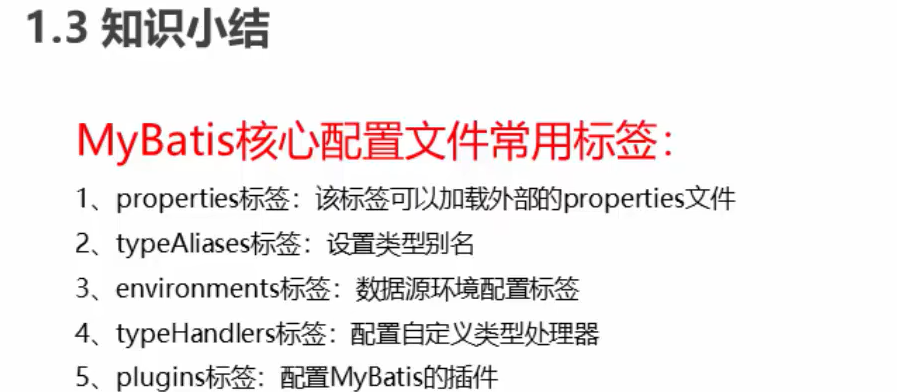 1.3 知识小结
MyBatis核心配置文件常用标签：
1、properties标签：该标签可以加载外部的properties文件
2、typeAliases标签：设置类型别名
3、environments标签：数据源环境配置标签
4、typeHandlers标签：配置自定义类型处理器
5、plugins标签：配置MyBatis的插件